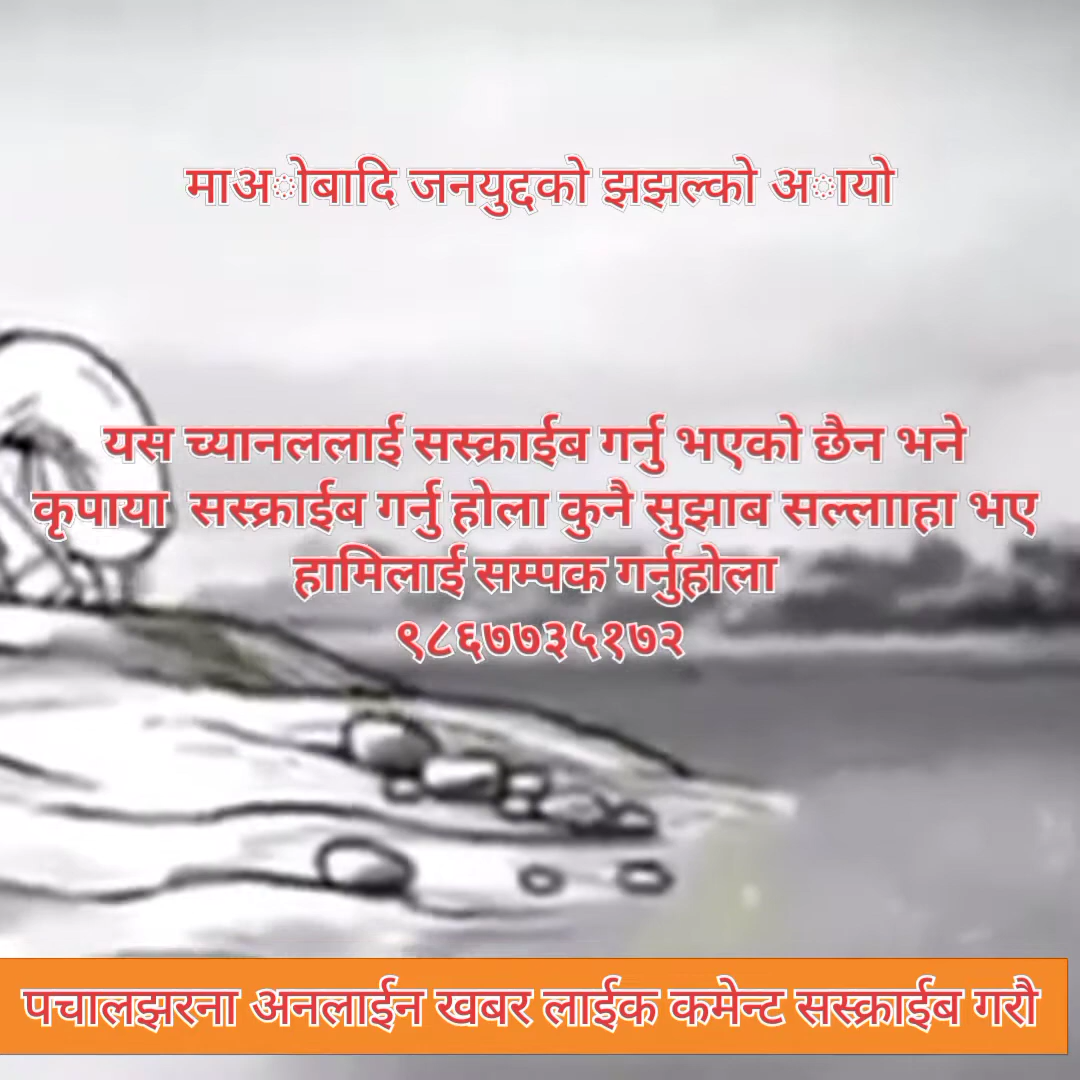 माअोबादि जनयुद्दको झझल्को अायो
यस च्यानललाई सस्क्राईब गर्नु भएको छैन भने
कृपाया सस्क्राईब गर्नु होला कुनै सुझाब सल्लााहा भए
हामिलाई सम्पक गर्नुहोला
९८६७७३५१७२
पचालझरना अनलाईन खबर लाईक कमेन्ट सस्क्राईब गरौ